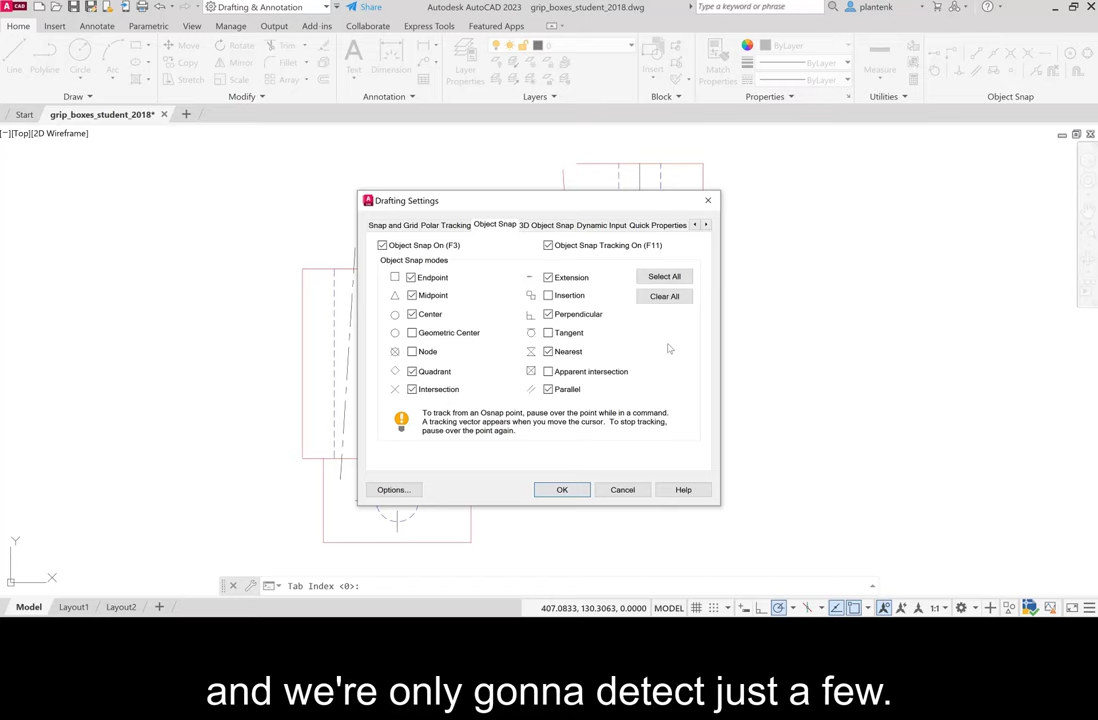 Drafting & Annotation
Share
Autodesk AutoCAD 2023 grip_boxes_student_2018.dwg
Type a keyword or phrase
plantenk
Home Insert Annotate Parametric View Manage Output Add-ins Collaborate Express Tools Featured Apps
Line Polyline Circle Arc
Move Rotate Trim
Copy Mirror Fillet
Stretch Scale Array
Text Dimension
Layer Properties
0
Insert
Match Properties
ByLayer
ByLayer
ByLayer
Measure
Draw Modify Annotation Layers Block Properties Utilities Object Snap
Start grip_boxes_student_2018*
[−][Top][2D Wireframe]
Drafting Settings
Snap and Grid Polar Tracking Object Snap 3D Object Snap Dynamic Input Quick Properties
Object Snap On (F3) Object Snap Tracking On (F11)
Object Snap modes
Endpoint Extension Select All
Midpoint Insertion Clear All
Center Perpendicular
Geometric Center Tangent
Node Nearest
Quadrant Apparent intersection
Intersection Parallel
To track from an Osnap point, pause over the point while in a command.
A tracking vector appears when you move the cursor. To stop tracking,
pause over the point again.
Options... OK Cancel Help
Y
X
Tab Index <0>:
Model Layout1 Layout2
407.0833, 130.3063, 0.0000 MODEL 1:1
and we're only gonna detect just a few.